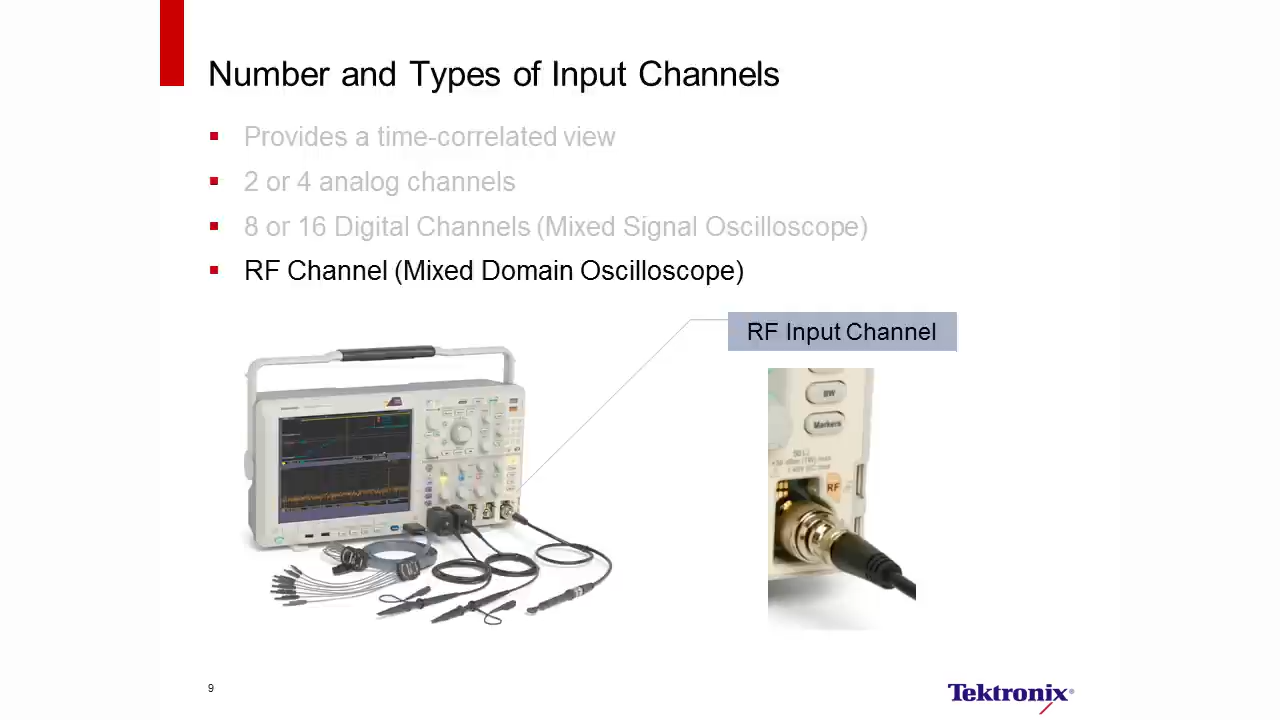 Number and Types of Input Channels
Provides a time-correlated view
2 or 4 analog channels
8 or 16 Digital Channels (Mixed Signal Oscilloscope)
RF Channel (Mixed Domain Oscilloscope)
RF Input Channel
BW
Markers
RF
9
Tektronix